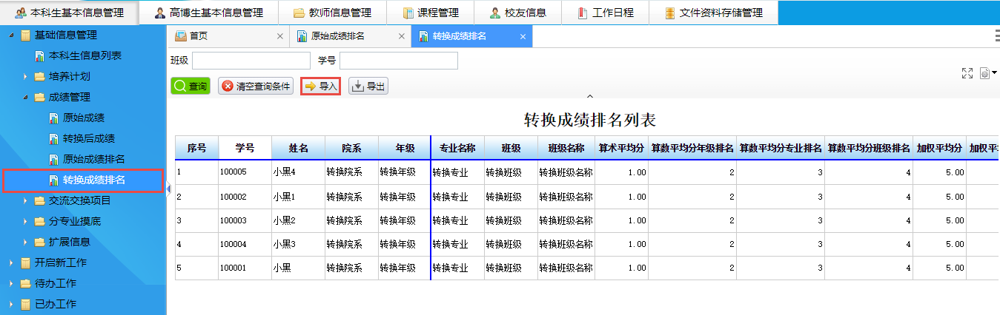 本科生基本信息管理 高博生基本信息管理 教师信息管理 课程管理 校友信息 工作日程 文件资料存储管理
基础信息管理
本科生信息列表
培养计划
成绩管理
原始成绩
转换后成绩
原始成绩排名
转换成绩排名
交流交换项目
分专业摸底
扩展信息
开启新工作
待办工作
已办工作
首页 原始成绩排名 转换成绩排名
班级 学号
查询 清空查询条件 导入 导出
转换成绩排名列表
序号 学号 姓名 院系 年级 专业名称 班级 班级名称 算术平均分 算数平均分年级排名 算数平均分专业排名 算数平均分班级排名 加权平均分 加权平
1 100005 小黑4 转换院系 转换年级 转换专业 转换班级 转换班级名称 1.00 2 3 4 5.00
2 100002 小黑1 转换院系 转换年级 转换专业 转换班级 转换班级名称 1.00 2 3 4 5.00
3 100003 小黑2 转换院系 转换年级 转换专业 转换班级 转换班级名称 1.00 2 3 4 5.00
4 100004 小黑3 转换院系 转换年级 转换专业 转换班级 转换班级名称 1.00 2 3 4 5.00
5 100001 小黑 转换院系 转换年级 转换专业 转换班级 转换班级名称 1.00 2 3 4 5.00